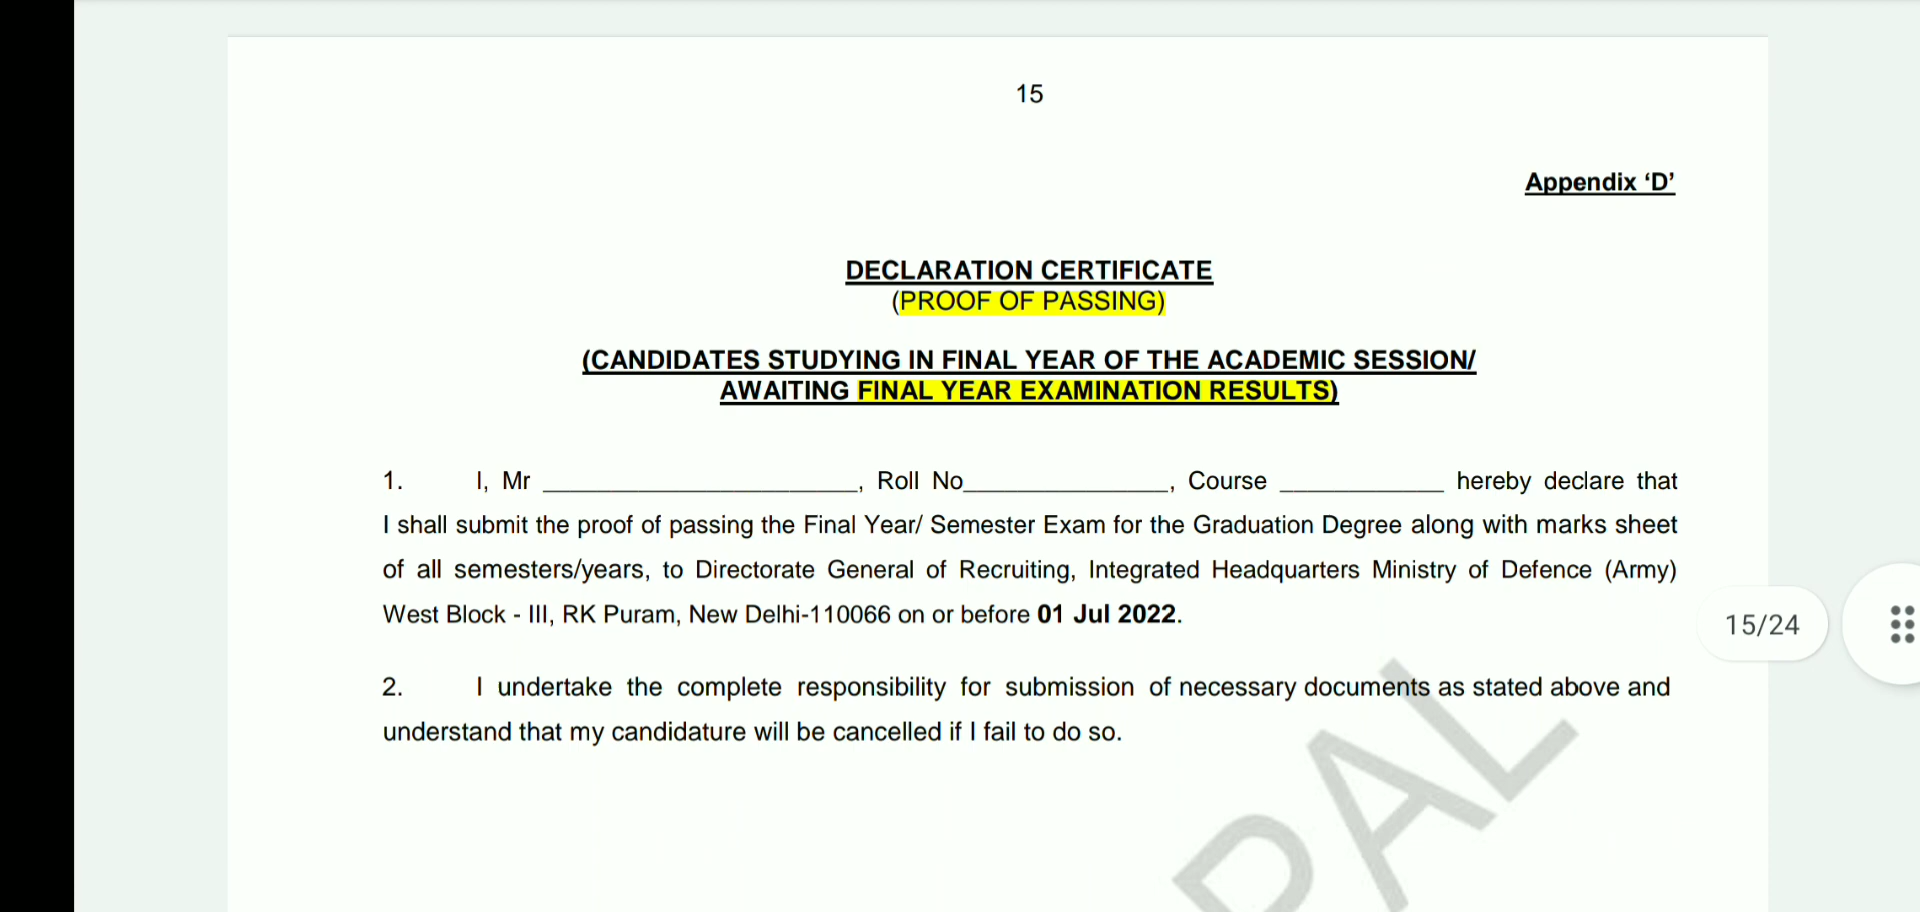 15
Appendix ‘D’
DECLARATION CERTIFICATE
(PROOF OF PASSING)
(CANDIDATES STUDYING IN FINAL YEAR OF THE ACADEMIC SESSION/
AWAITING FINAL YEAR EXAMINATION RESULTS)
1. I, Mr _______________________, Roll No_______________, Course ____________ hereby declare that
I shall submit the proof of passing the Final Year/ Semester Exam for the Graduation Degree along with marks sheet
of all semesters/years, to Directorate General of Recruiting, Integrated Headquarters Ministry of Defence (Army)
West Block - III, RK Puram, New Delhi-110066 on or before 01 Jul 2022.
15/24
2. I undertake the complete responsibility for submission of necessary documents as stated above and
understand that my candidature will be cancelled if I fail to do so.
PAL